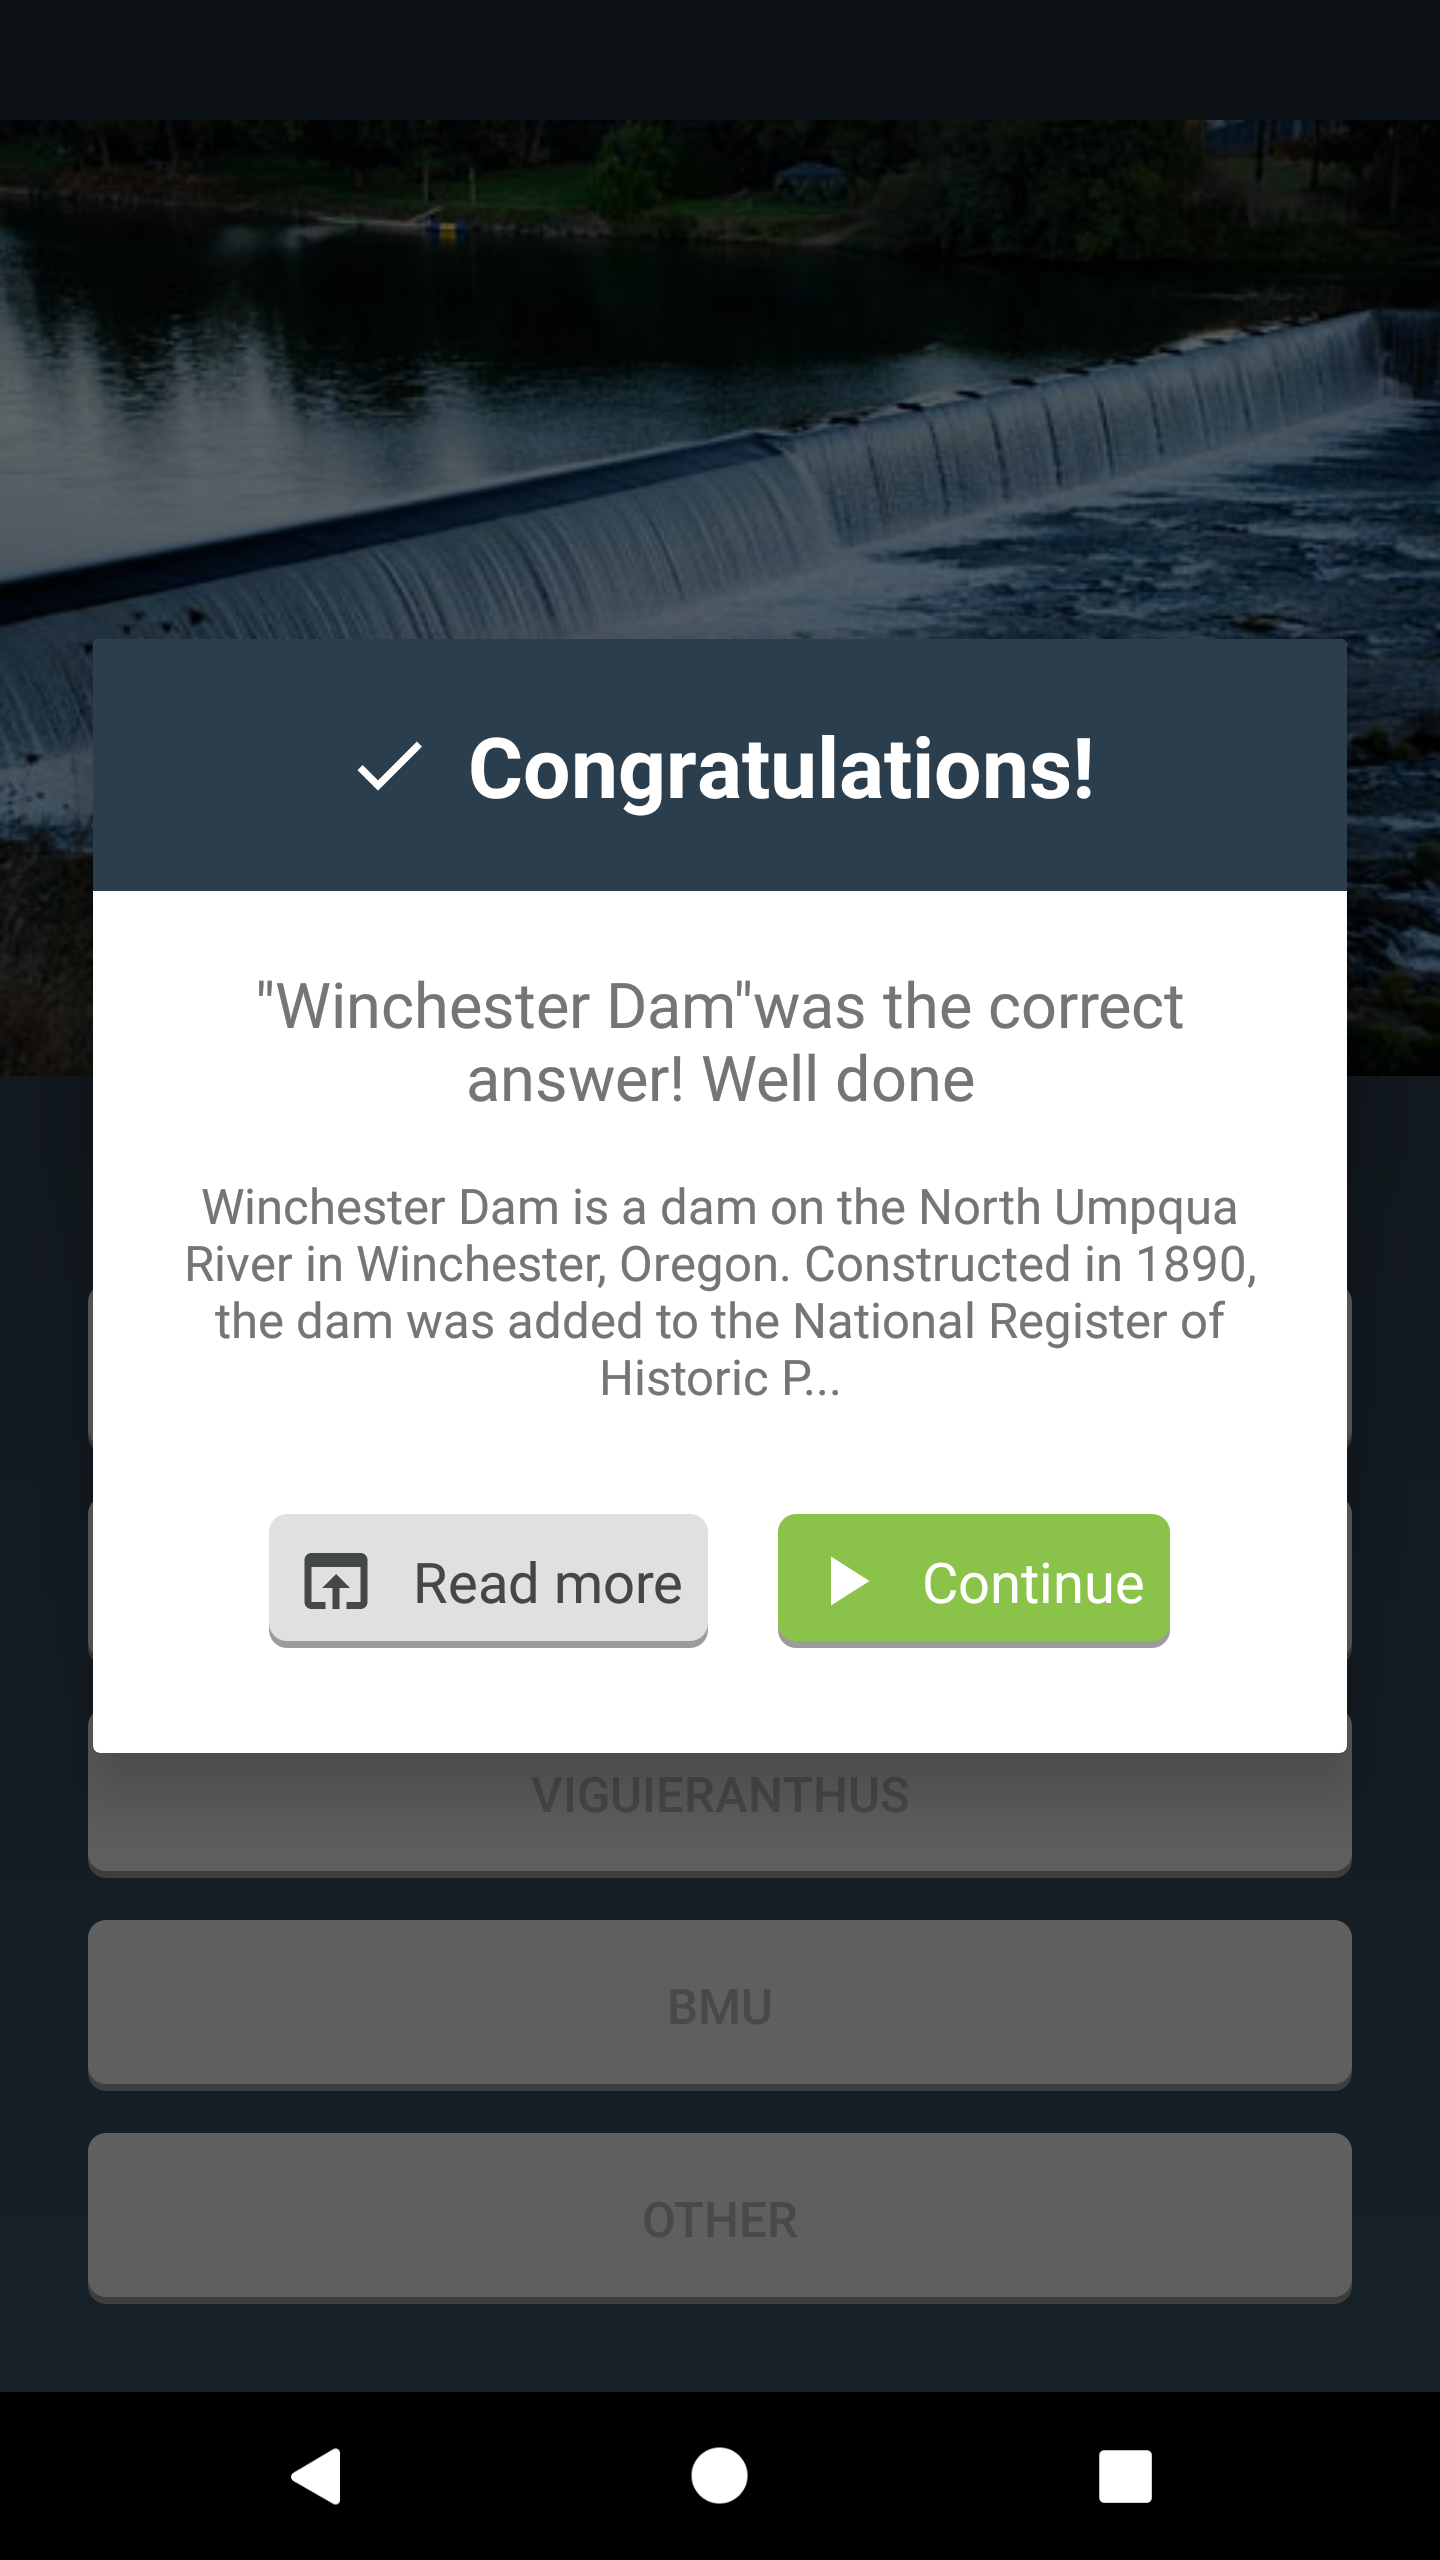 Congratulations!
"Winchester Dam"was the correct
answer! Well done
Winchester Dam is a dam on the North Umpqua
River in Winchester, Oregon. Constructed in 1890,
the dam was added to the National Register of
Historic P...
Read more
Continue
VIGUIERANTHUS
BMU
OTHER